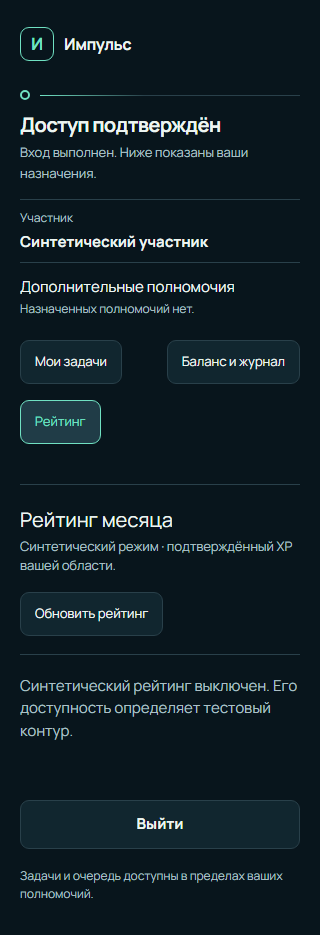 И Импульс
Доступ подтверждён
Вход выполнен. Ниже показаны ваши
назначения.
Участник
Синтетический участник
Дополнительные полномочия
Назначенных полномочий нет.
Мои задачи
Баланс и журнал
Рейтинг
Рейтинг месяца
Синтетический режим · подтверждённый XP
вашей области.
Обновить рейтинг
Синтетический рейтинг выключен. Его
доступность определяет тестовый
контур.
Выйти
Задачи и очередь доступны в пределах ваших
полномочий.